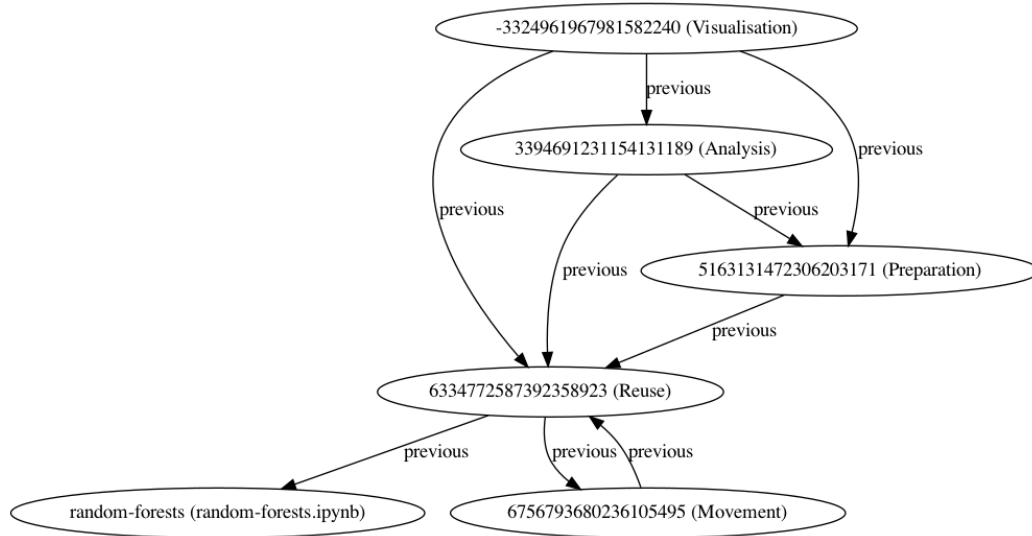 -3324961967981582240 (Visualisation)
previous
3394691231154131189 (Analysis)
previous
previous
previous
previous
5163131472306203171 (Preparation)
previous
6334772587392358923 (Reuse)
previous
previous
previous
random-forests (random-forests.ipynb)
6756793680236105495 (Movement)